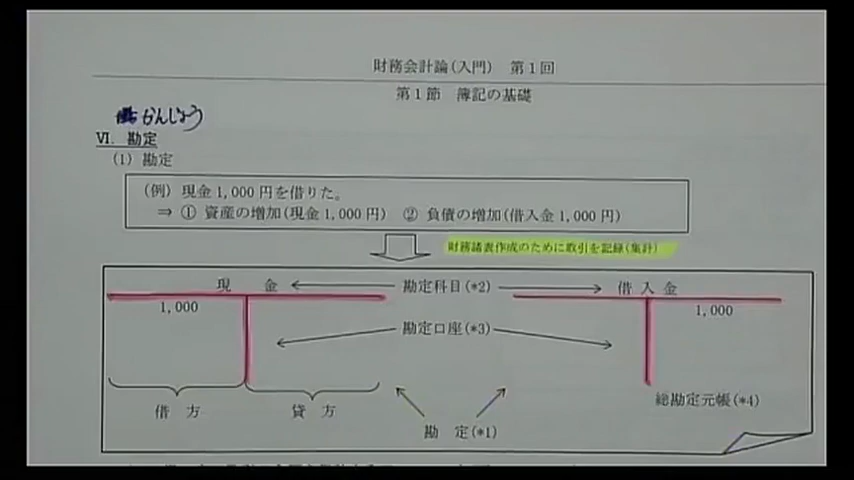 財務会計論(入門) 第1回
第1節 簿記の基礎
かんじょう
Ⅵ. 勘定
(1) 勘定
(例) 現金1,000円を借りた。
⇒ ① 資産の増加(現金1,000円) ② 負債の増加(借入金1,000円)
財務諸表作成のために取引を記録(集計)
現 金 勘定科目(*2) 借 入 金
1,000 1,000
勘定口座(*3)
借 方 貸 方 総勘定元帳(*4)
勘 定(*1)